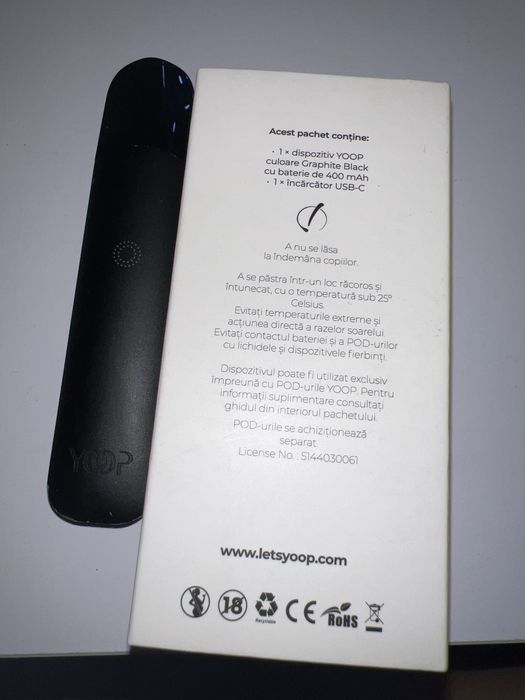 Acest pachet conține:
• 1 × dispozitiv YOOP
culoare Graphite Black
cu baterie de 400 mAh
• 1 × încărcător USB-C
A nu se lăsa
la îndemâna copiilor.
A se păstra într-un loc răcoros și
întunecat, cu o temperatură sub 25°
Celsius.
Evitați temperaturile extreme și
acțiunea directă a razelor soarelui.
Evitați contactul bateriei și a POD-urilor
cu lichidele și dispozitivele fierbinți.
Dispozitivul poate fi utilizat exclusiv
împreună cu POD-urile YOOP. Pentru
informații suplimentare consultați
ghidul din interiorul pachetului.
POD-urile se achiziționează
separat.
License No.: 5144030061
www.letsyoop.com
18
Recyclable
CE
RoHS
YOOP